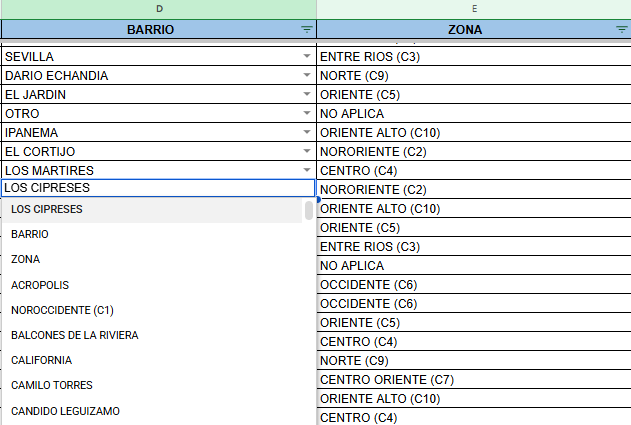 D E
BARRIO ZONA
SEVILLA ENTRE RIOS (C3)
DARIO ECHANDIA NORTE (C9)
EL JARDIN ORIENTE (C5)
OTRO NO APLICA
IPANEMA ORIENTE ALTO (C10)
EL CORTIJO NORORIENTE (C2)
LOS MARTIRES CENTRO (C4)
LOS CIPRESES NORORIENTE (C2)
LOS CIPRESES ORIENTE ALTO (C10)
ORIENTE (C5)
BARRIO
ENTRE RIOS (C3)
ZONA NO APLICA
ACROPOLIS OCCIDENTE (C6)
NOROCCIDENTE (C1) OCCIDENTE (C6)
ORIENTE (C5)
BALCONES DE LA RIVIERA CENTRO (C4)
CALIFORNIA NORTE (C9)
CAMILO TORRES CENTRO ORIENTE (C7)
ORIENTE ALTO (C10)
CANDIDO LEGUIZAMO CENTRO (C4)